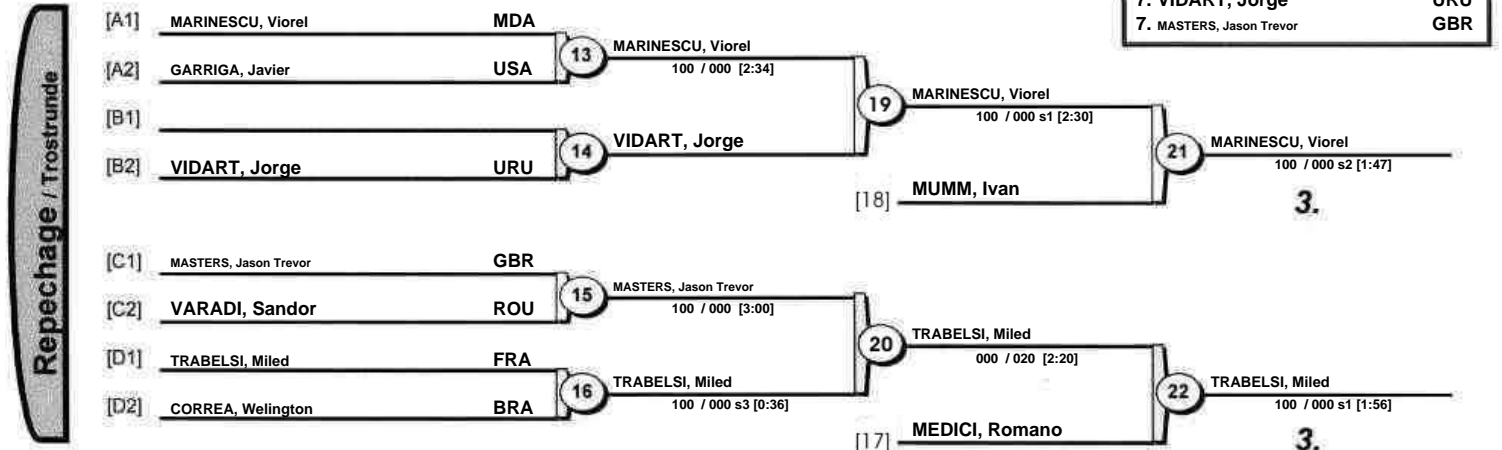 7. VIDART, Jorge URU
7. MASTERS, Jason Trevor GBR
Repechage / Trostrunde
[A1] MARINESCU, Viorel MDA
[A2] GARRIGA, Javier USA
[B1]
[B2] VIDART, Jorge URU
13 MARINESCU, Viorel
100 / 000 [2:34]
14 VIDART, Jorge
19 MARINESCU, Viorel
100 / 000 s1 [2:30]
[18] MUMM, Ivan
21 MARINESCU, Viorel
100 / 000 s2 [1:47]
3.
[C1] MASTERS, Jason Trevor GBR
[C2] VARADI, Sandor ROU
[D1] TRABELSI, Miled FRA
[D2] CORREA, Welington BRA
15 MASTERS, Jason Trevor
100 / 000 [3:00]
16 TRABELSI, Miled
100 / 000 s3 [0:36]
20 TRABELSI, Miled
000 / 020 [2:20]
[17] MEDICI, Romano
22 TRABELSI, Miled
100 / 000 s1 [1:56]
3.